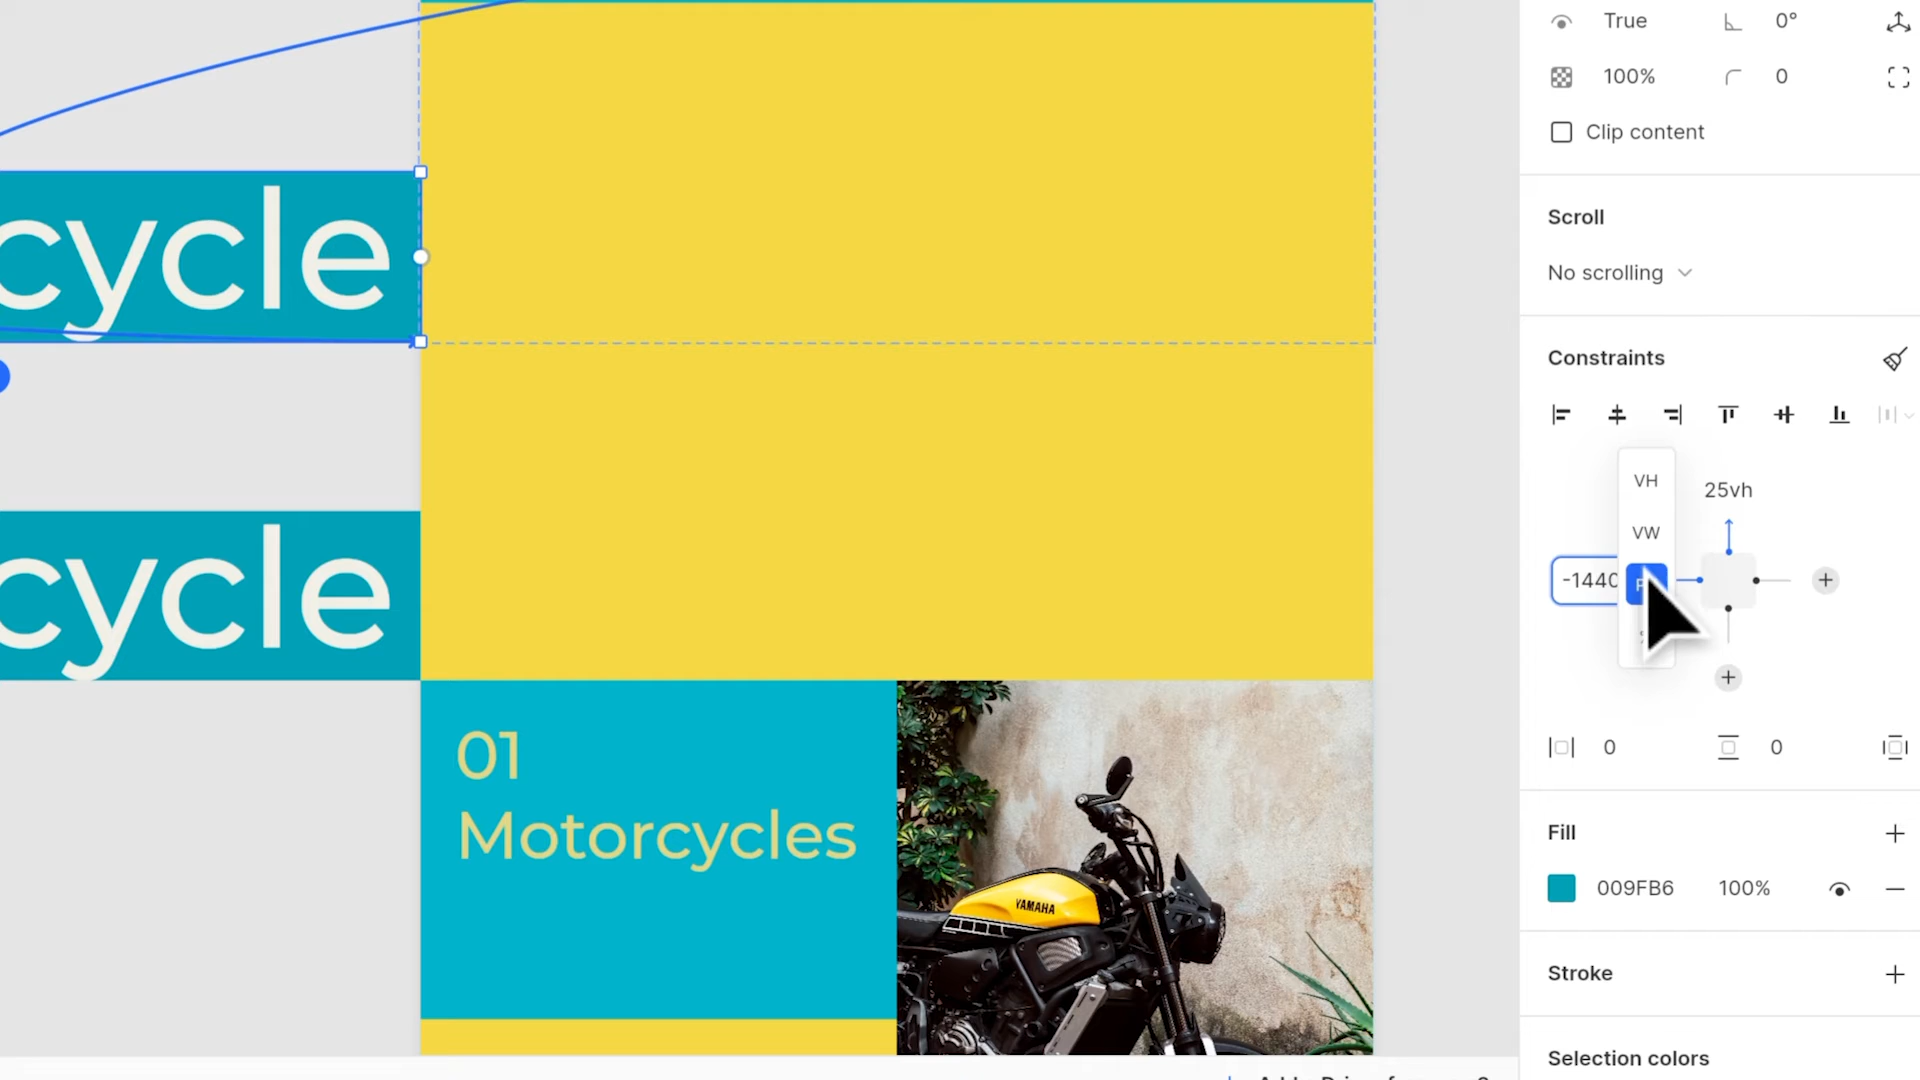 cycle
cycle
01
Motorcycles
YAMAHA
True
0°
100%
0
Clip content
Scroll
No scrolling
Constraints
VH
25vh
VW
-1440
0
0
Fill
009FB6
100%
Stroke
Selection colors